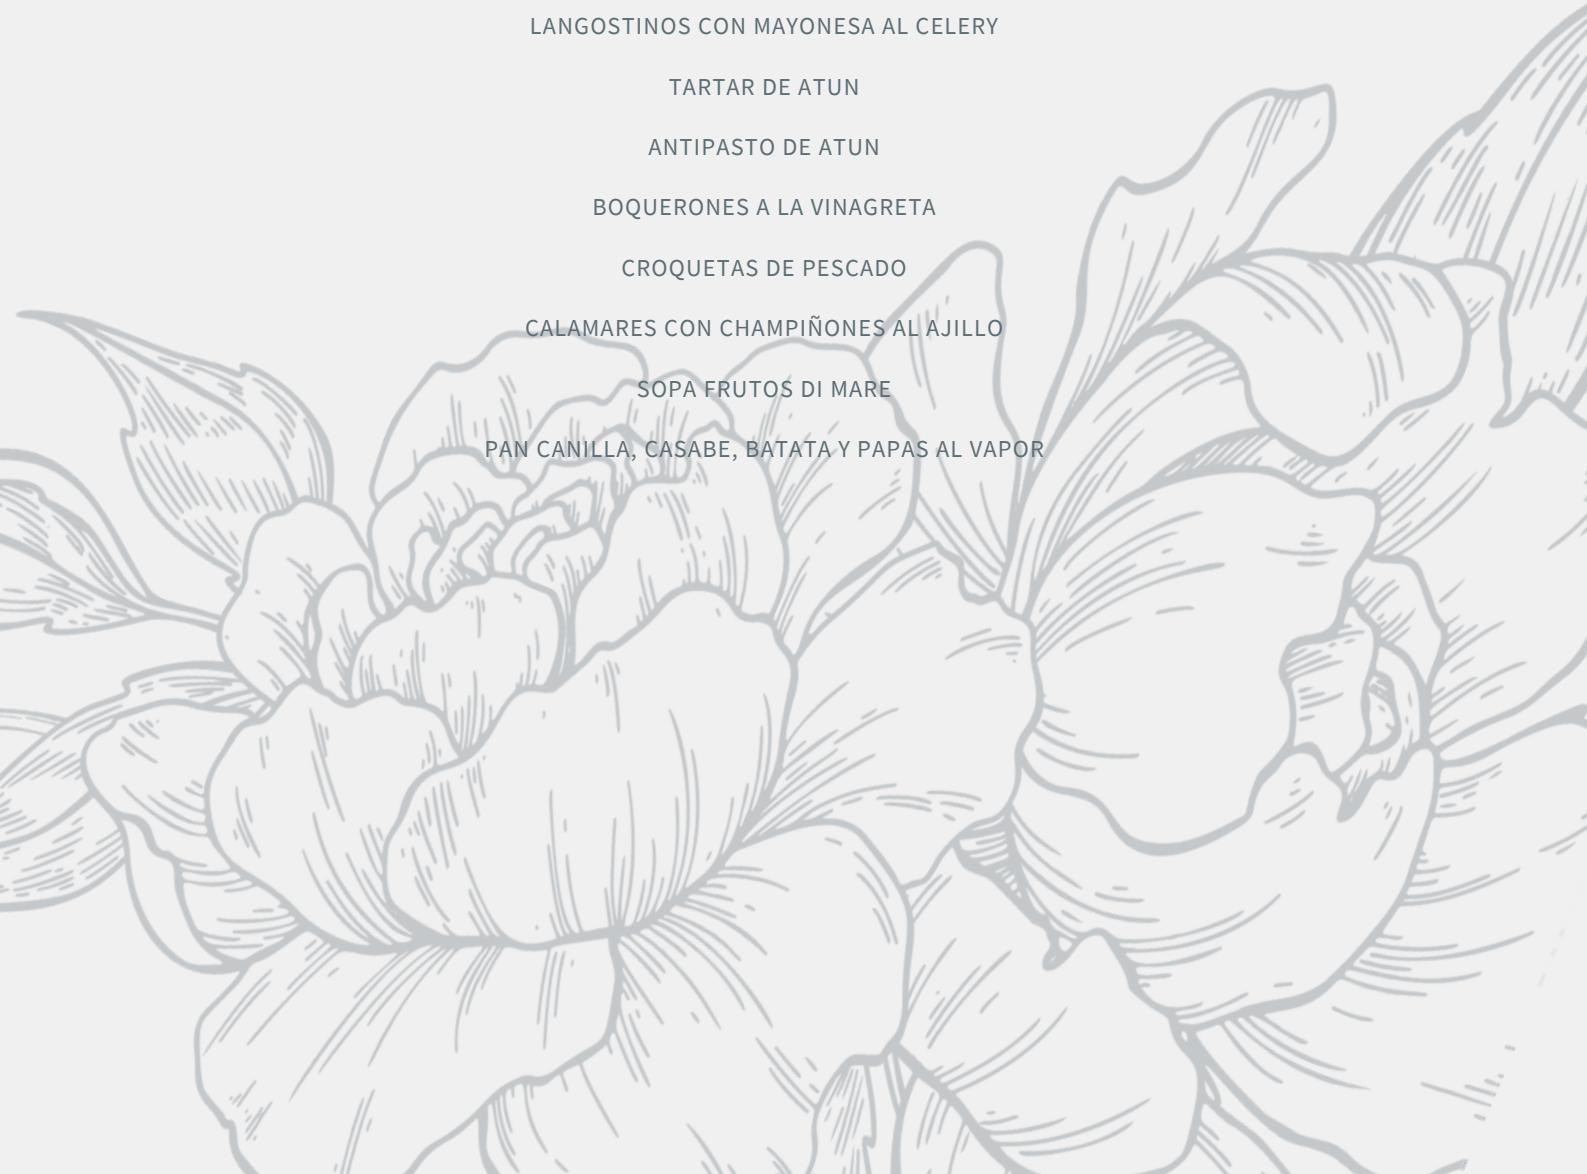 LANGOSTINOS CON MAYONESA AL CELERY
TARTAR DE ATUN
ANTIPASTO DE ATUN
BOQUERONES A LA VINAGRETA
CROQUETAS DE PESCADO
CALAMARES CON CHAMPIÑONES AL AJILLO
SOPA FRUTOS DI MARE
PAN CANILLA, CASABE, BATATA Y PAPAS AL VAPOR